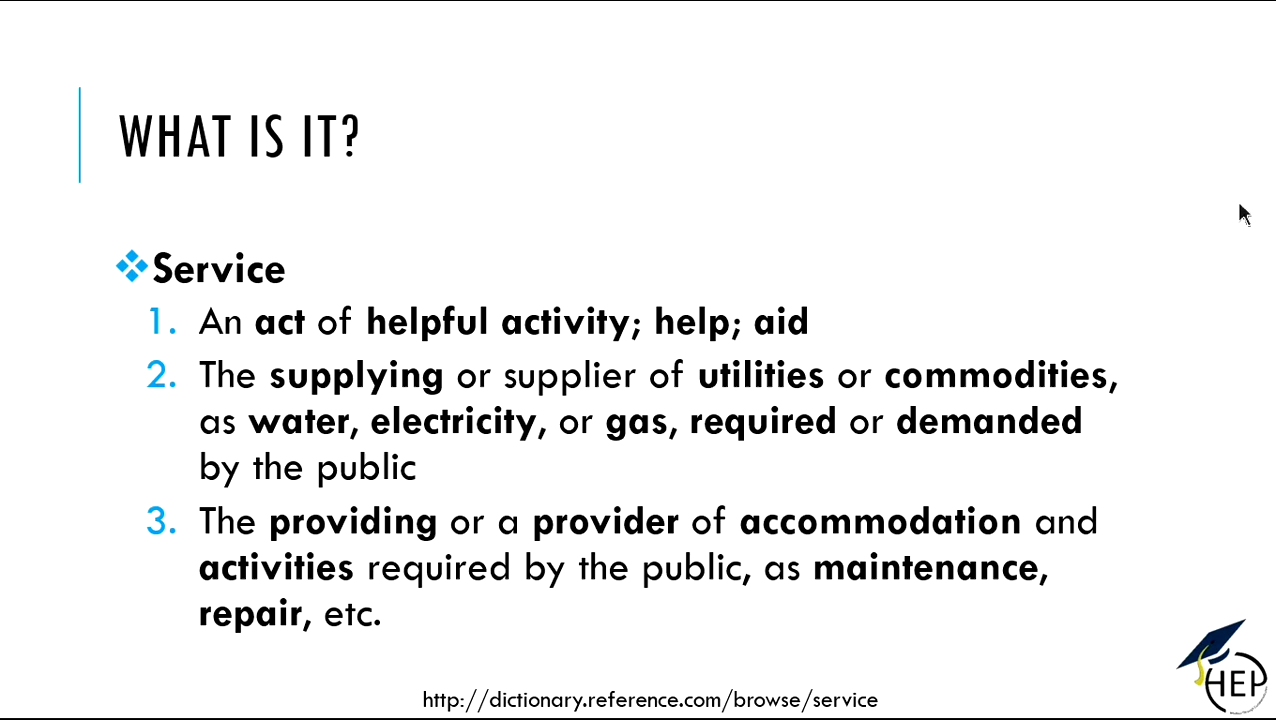 WHAT IS IT?
Service
1. An act of helpful activity; help; aid
2. The supplying or supplier of utilities or commodities,
as water, electricity, or gas, required or demanded
by the public
3. The providing or a provider of accommodation and
activities required by the public, as maintenance,
repair, etc.
HEP
http://dictionary.reference.com/browse/service